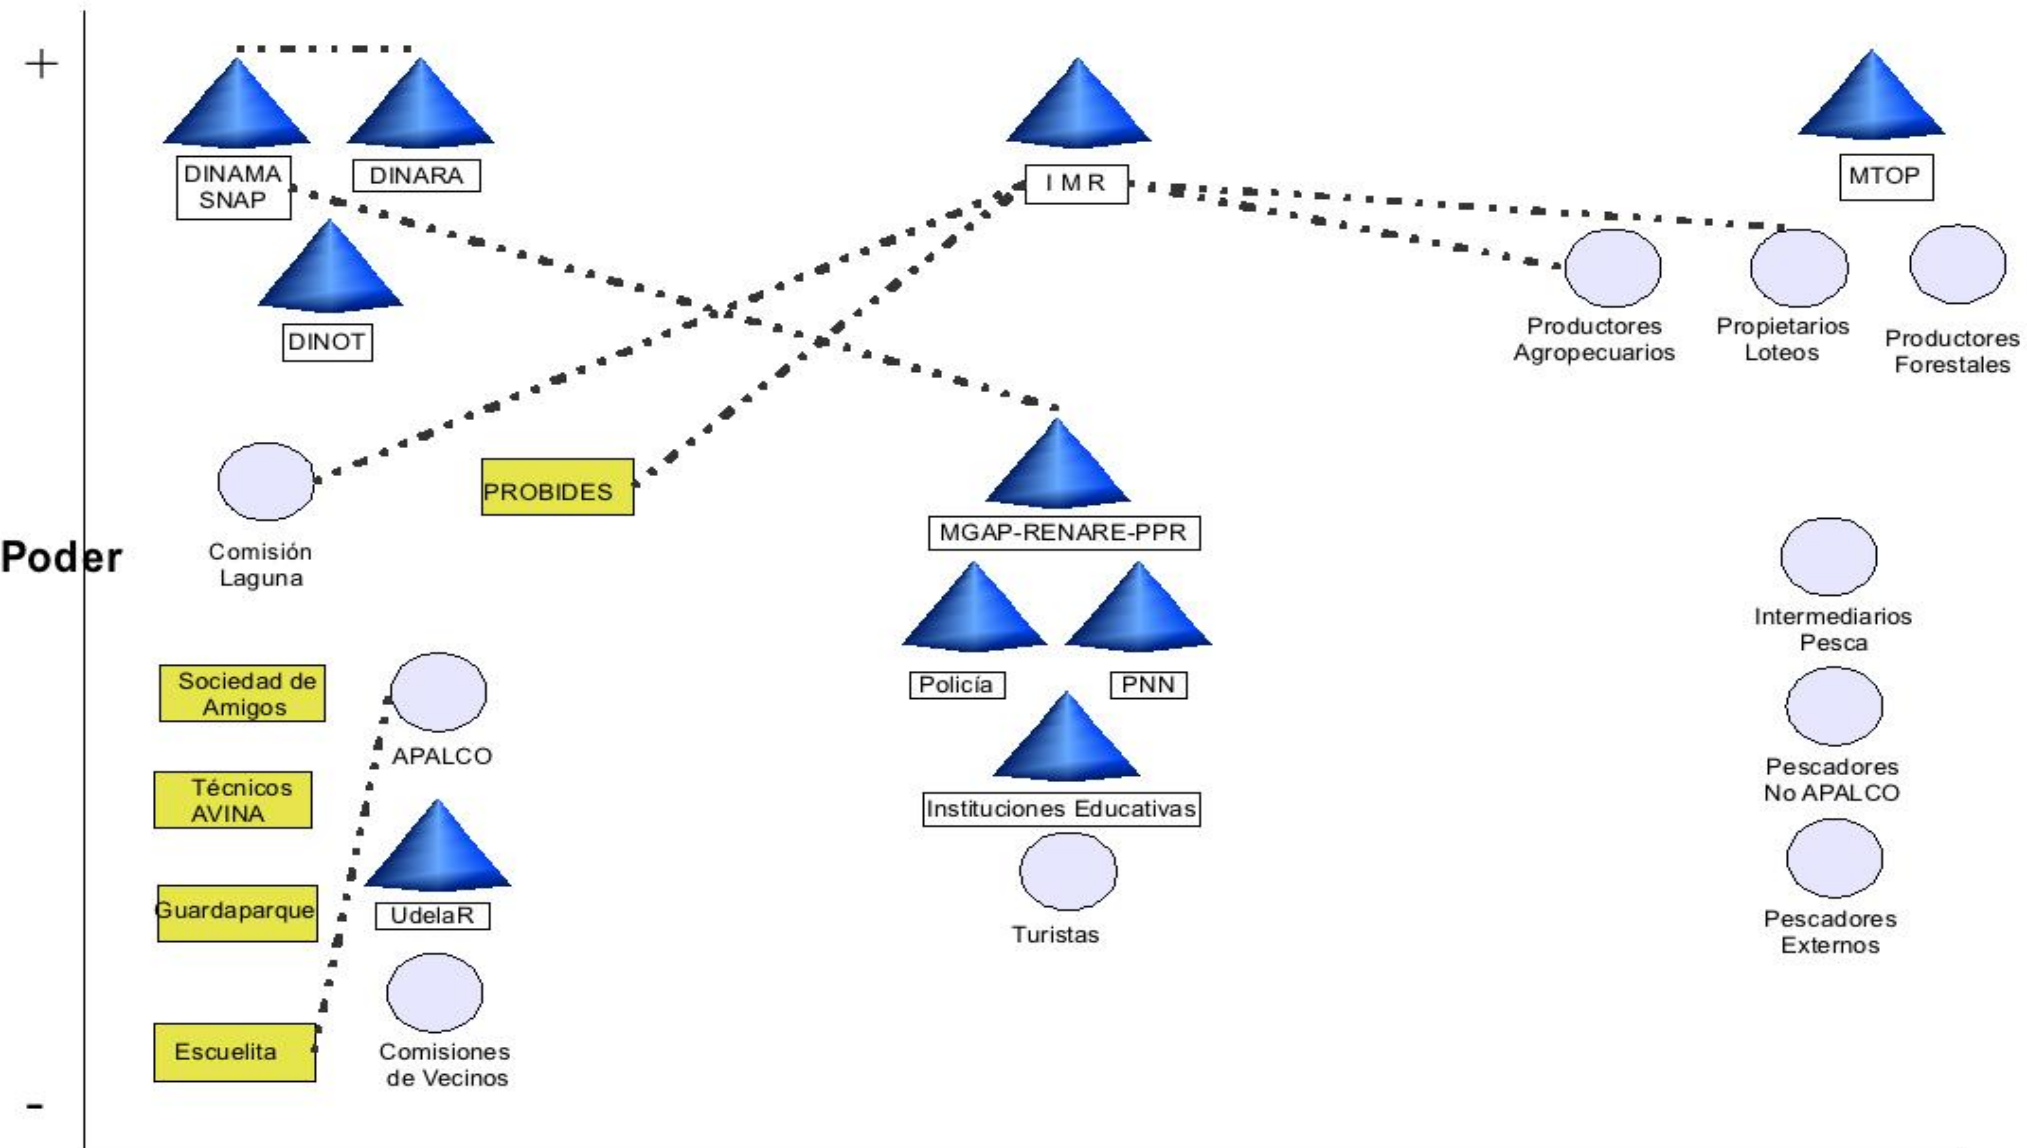 +
DINAMA
SNAP
DINARA
I M R
MTOP
DINOT
Productores
Agropecuarios
Propietarios
Loteos
Productores
Forestales
PROBIDES
MGAP-RENARE-PPR
Comisión
Laguna
Poder
Intermediarios
Pesca
Sociedad de
Amigos
APALCO
Policía
PNN
Pescadores
No APALCO
Técnicos
AVINA
Instituciones Educativas
Guardaparque
UdelaR
Turistas
Pescadores
Externos
Escuelita
Comisiones
de Vecinos
-